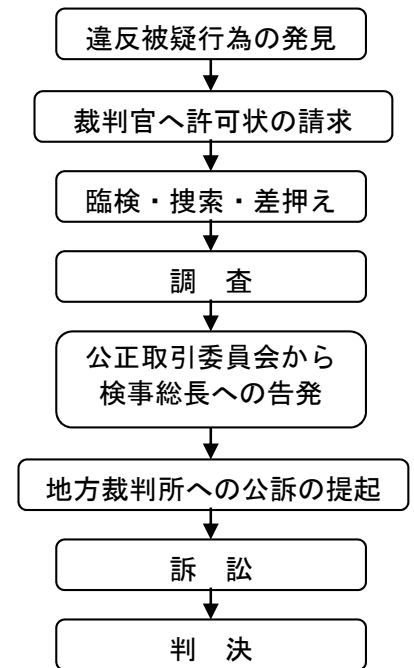 違反被疑行為の発見
裁判官へ許可状の請求
臨検・捜索・差押え
調　査
公正取引委員会から
検事総長への告発
地方裁判所への公訴の提起
訴　訟
判　決